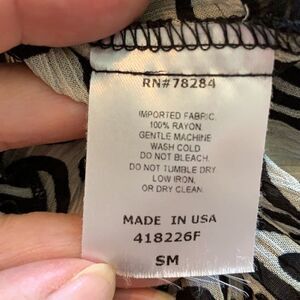 RN#78284
IMPORTED FABRIC.
100% RAYON.
GENTLE MACHINE
WASH COLD
DO NOT BLEACH.
DO NOT TUMBLE DRY.
LOW IRON,
OR DRY CLEAN.
MADE IN USA
418226F
SM